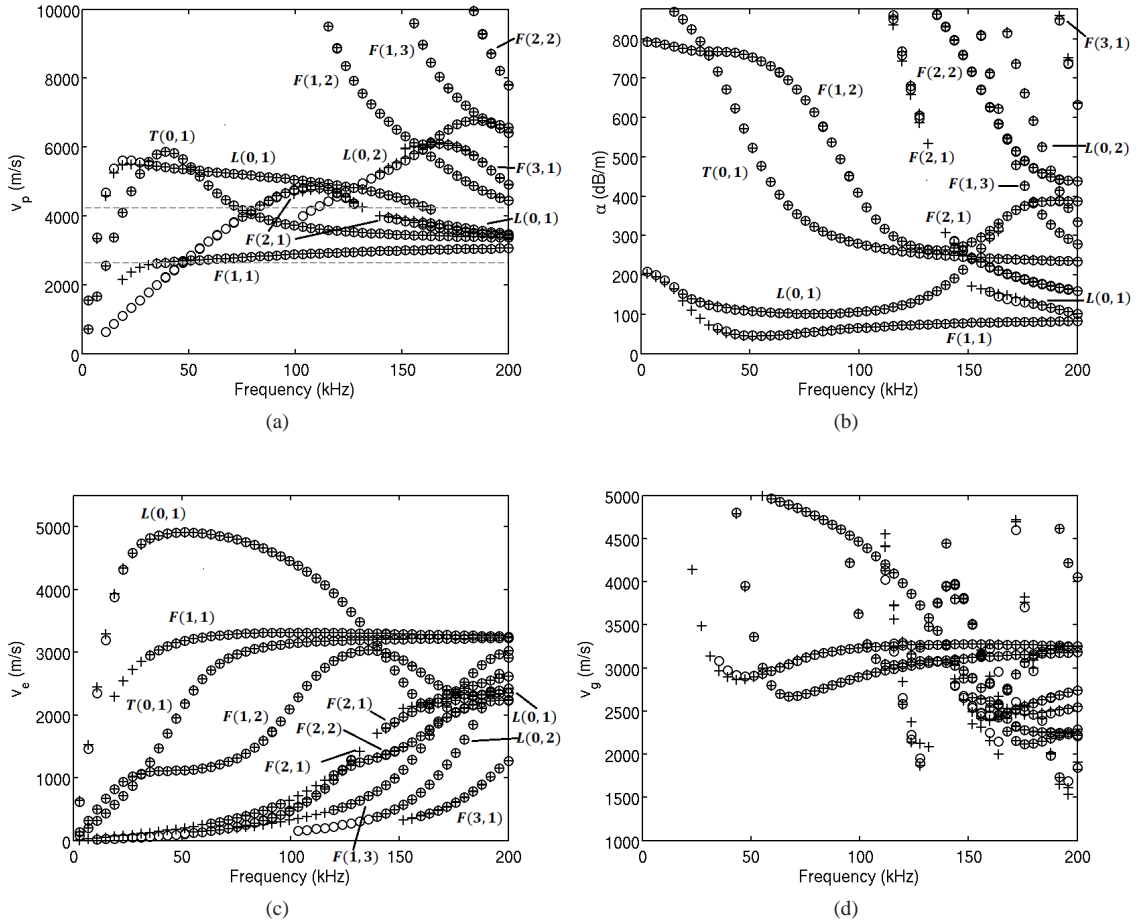 10000
8000
6000
4000
2000
0
v_p (m/s)
0
50
100
150
200
Frequency (kHz)
F(1,2)
F(1,3)
F(2,2)
T(0,1)
L(0,1)
L(0,2)
F(3,1)
F(2,1)
L(0,1)
F(1,1)
(a)
800
700
600
500
400
300
200
100
0
α (dB/m)
0
50
100
150
200
Frequency (kHz)
F(3,1)
F(2,2)
F(1,2)
F(2,1)
L(0,2)
T(0,1)
F(1,3)
F(2,1)
L(0,1)
L(0,1)
F(1,1)
(b)
5000
4000
3000
2000
1000
0
v_e (m/s)
0
50
100
150
200
Frequency (kHz)
L(0,1)
F(1,1)
T(0,1)
F(1,2)
F(2,1)
F(2,2)
F(2,1)
L(0,1)
L(0,2)
F(3,1)
F(1,3)
(c)
5000
4500
4000
3500
3000
2500
2000
1500
1000
v_g (m/s)
0
50
100
150
200
Frequency (kHz)
(d)